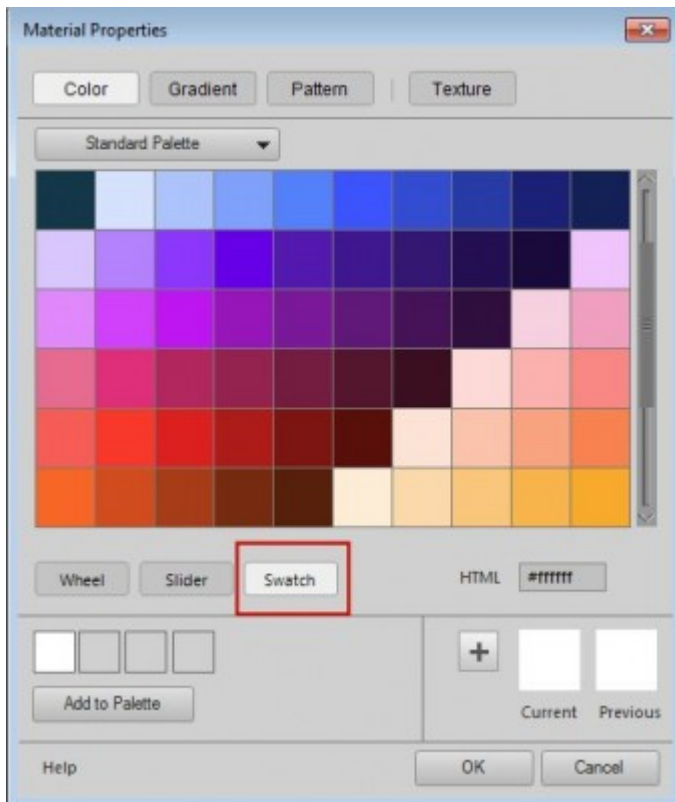 Material Properties
Color Gradient Pattern Texture
Standard Palette
Wheel Slider Swatch HTML #ffffff
Add to Palette
Current Previous
Help OK Cancel